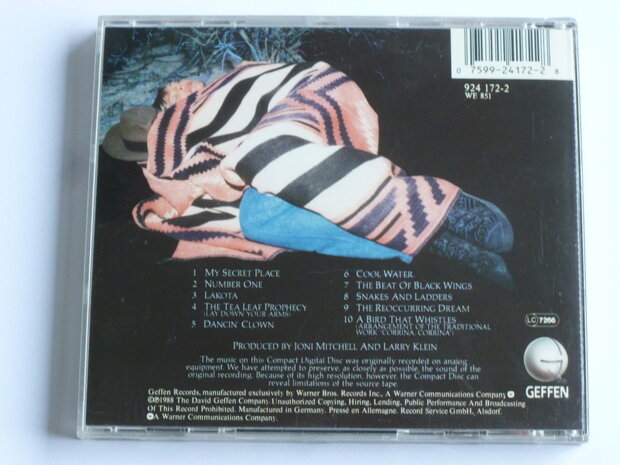 0 7599-24172-2 8
924 172-2
WE 851
1 MY SECRET PLACE
2 NUMBER ONE
3 LAKOTA
4 THE TEA LEAF PROPHECY
(LAY DOWN YOUR ARMS)
5 DANCIN' CLOWN
6 COOL WATER
7 THE BEAT OF BLACK WINGS
8 SNAKES AND LADDERS
9 THE REOCCURRING DREAM
10 A BIRD THAT WHISTLES
(ARRANGEMENT OF THE TRADITIONAL
WORK "CORRINA, CORRINA")
PRODUCED BY JONI MITCHELL AND LARRY KLEIN
The music on this Compact Digital Disc was originally recorded on analog
equipment. We have attempted to preserve, as closely as possible, the sound of the
original recording. Because of its high resolution, however, the Compact Disc can
reveal limitations of the source tape.
LC 7266
GEFFEN
Geffen Records, manufactured exclusively by Warner Bros. Records Inc., A Warner Communications Company
©℗1988 The David Geffen Company. Unauthorized Copying, Hiring, Lending, Public Performance And Broadcasting
Of This Record Prohibited. Manufactured in Germany. Pressé en Allemagne. Record Service GmbH, Alsdorf.
A Warner Communications Company.